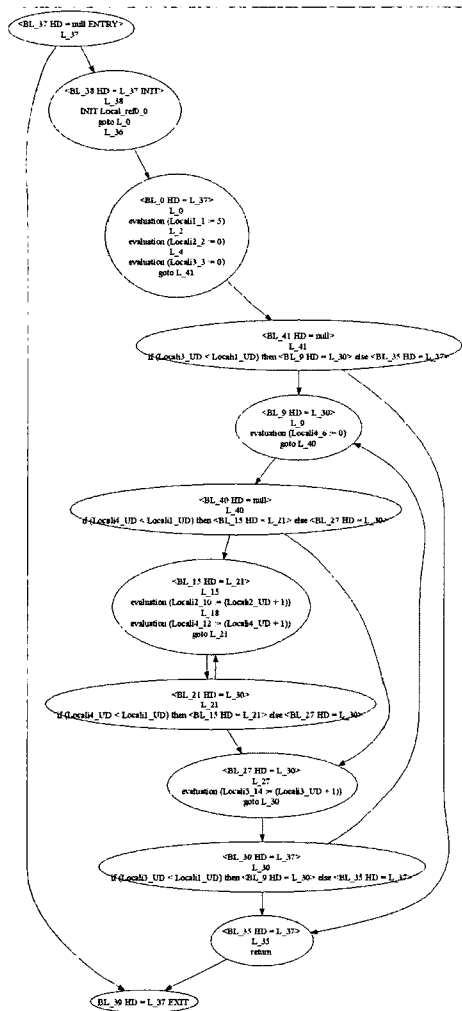 <BL_37 HD = null ENTRY>
L_37
<BL_38 HD = L_37 INIT>
L_38
INIT Local_ref0_0
goto L_0
L_36
<BL_0 HD = L_37>
L_0
evaluation (Locali1_1 := 5)
L_2
evaluation (Locali2_2 := 0)
L_4
evaluation (Locali3_3 := 0)
goto L_41
<BL_41 HD = null>
L_41
if (Locali3_UD < Locali1_UD) then <BL_9 HD = L_30> else <BL_35 HD = L_37>
<BL_9 HD = L_30>
L_9
evaluation (Locali4_6 := 0)
goto L_40
<BL_40 HD = null>
L_40
if (Locali4_UD < Locali1_UD) then <BL_15 HD = L_21> else <BL_27 HD = L_30>
<BL_15 HD = L_21>
L_15
evaluation (Locali2_10 := (Locali2_UD + 1))
L_18
evaluation (Locali4_12 := (Locali4_UD + 1))
goto L_21
<BL_21 HD = L_30>
L_21
if (Locali4_UD < Locali1_UD) then <BL_15 HD = L_21> else <BL_27 HD = L_30>
<BL_27 HD = L_30>
L_27
evaluation (Locali3_14 := (Locali3_UD + 1))
goto L_30
<BL_30 HD = L_37>
L_30
if (Locali3_UD < Locali1_UD) then <BL_9 HD = L_30> else <BL_35 HD = L_37>
<BL_35 HD = L_37>
L_35
return
BL_39 HD = L_37 EXIT